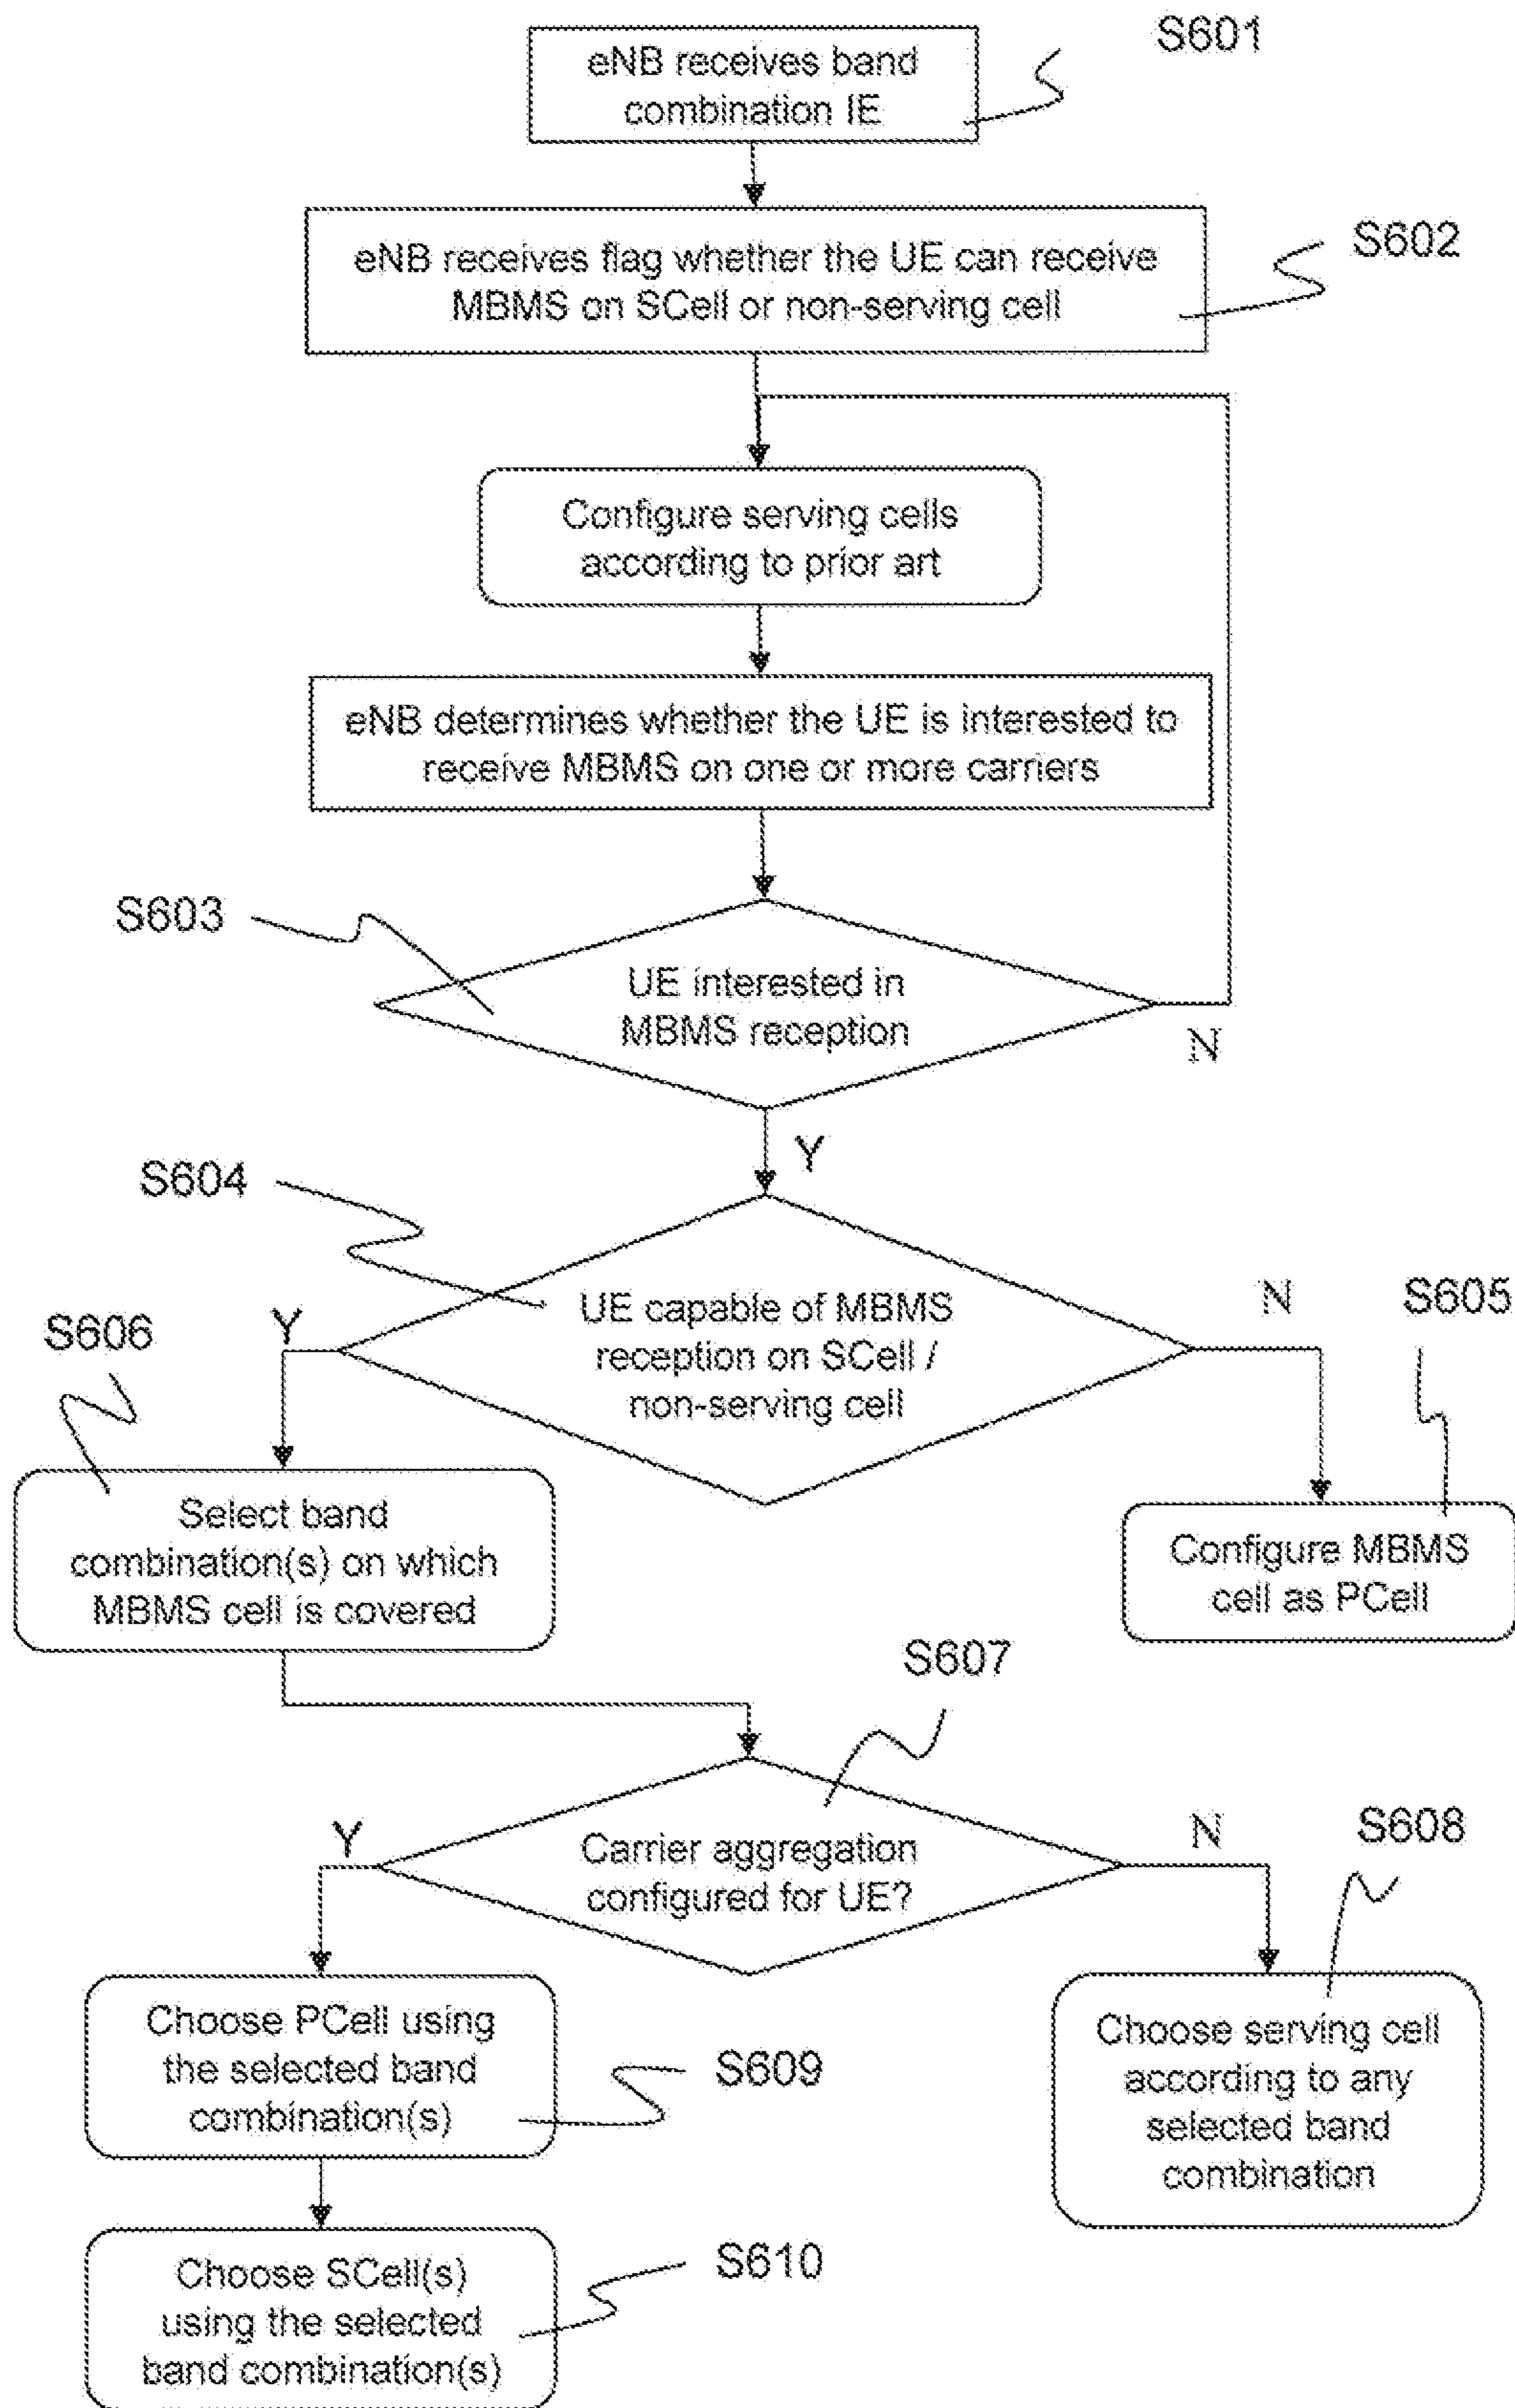 S601
eNB receives band
combination IE
S602
eNB receives flag whether the UE can receive
MBMS on SCell or non-serving cell
Configure serving cells
according to prior art
eNB determines whether the UE is interested to
receive MBMS on one or more carriers
S603
UE interested in
MBMS reception
N
Y
S604
UE capable of MBMS
reception on SCell /
non-serving cell
Y
N
S605
S606
Select band
combination(s) on which
MBMS cell is covered
Configure MBMS
cell as PCell
S607
Carrier aggregation
configured for UE?
Y
N
S608
Choose PCell using
the selected band
combination(s)
S609
Choose serving cell
according to any
selected band
combination
Choose SCell(s)
using the selected
band combination(s)
S610